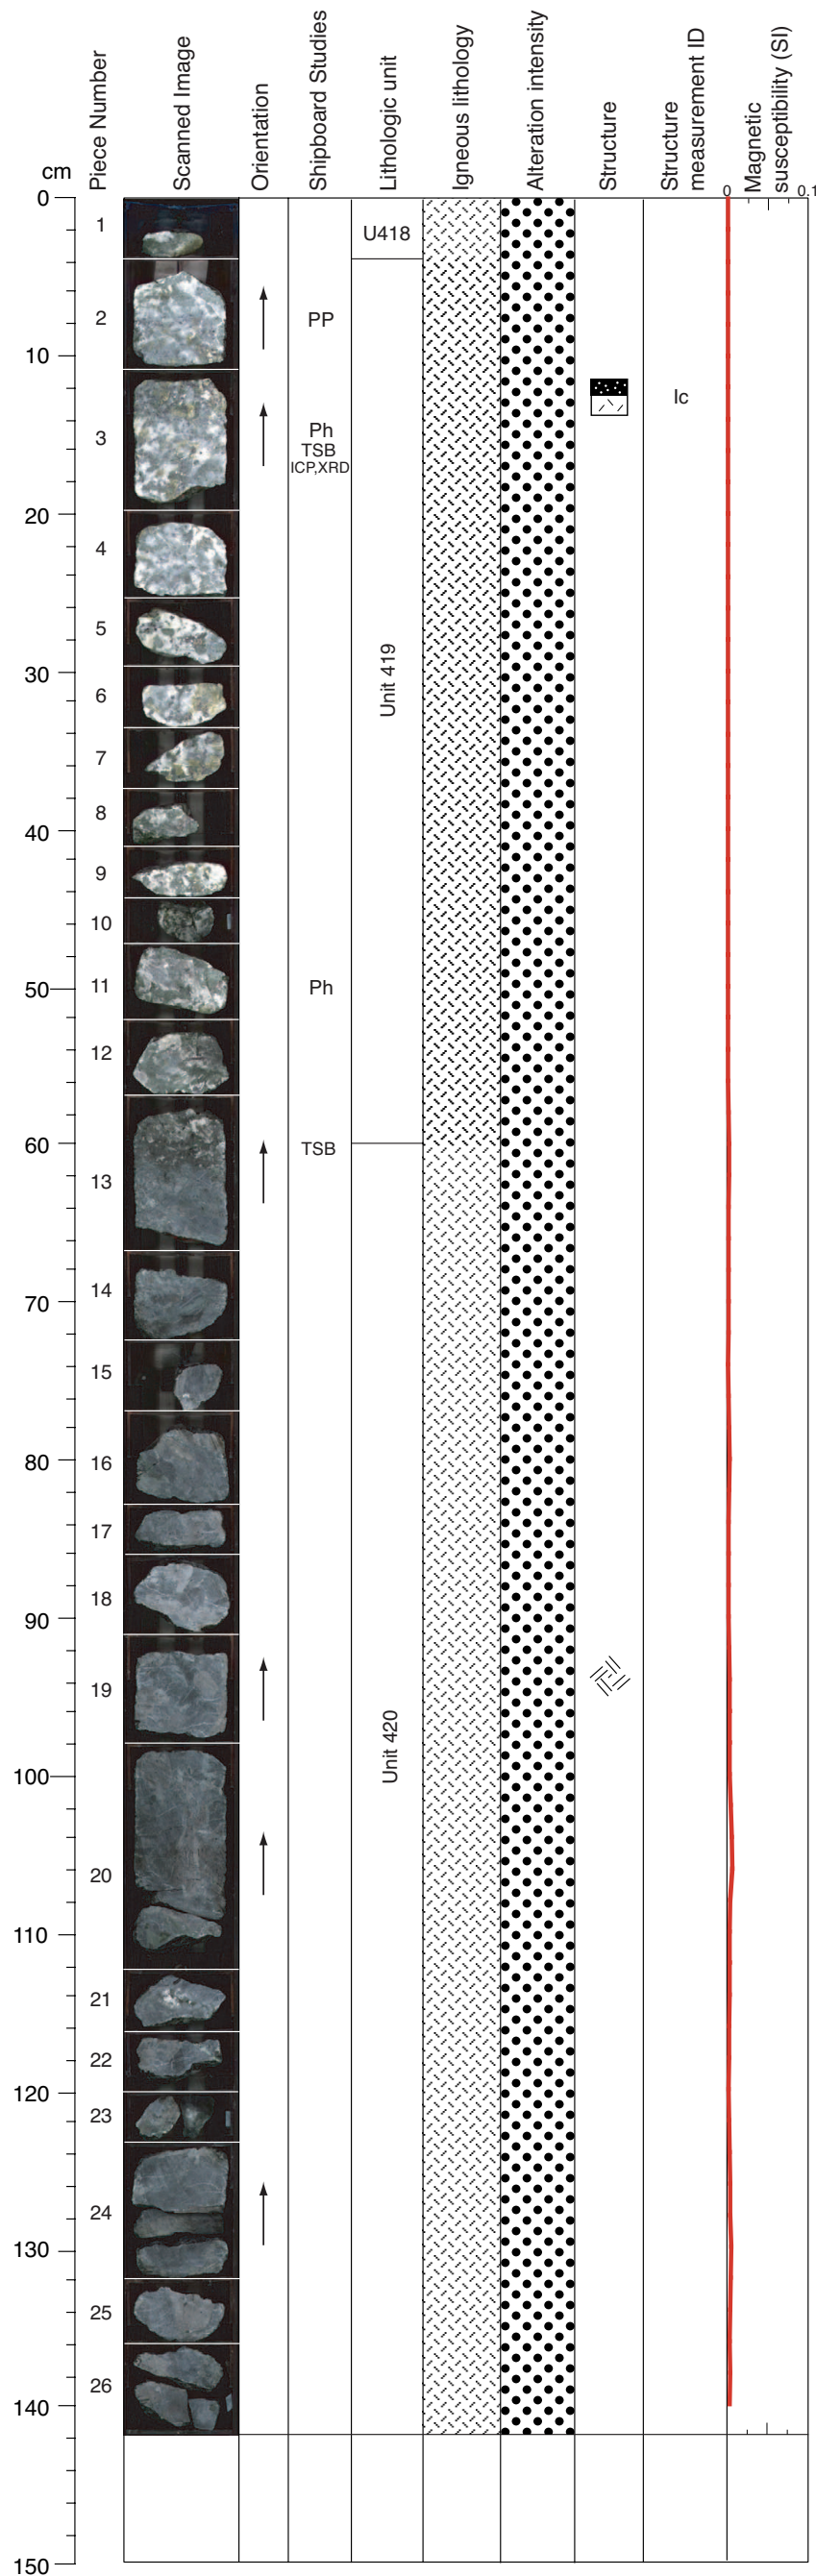 cm
Piece Number
Scanned Image
Orientation
Shipboard Studies
Lithologic unit
Igneous lithology
Alteration intensity
Structure
Structure
measurement ID
Magnetic
susceptibility (SI)
0 0.1
0
1
U418
2
PP
10
Ic
3
Ph
TSB
ICP,XRD
20
4
5
Unit 419
30
6
7
8
40
9
10
50
11
Ph
12
60
TSB
13
14
70
15
80
16
17
18
90
19
Unit 420
100
20
110
21
22
120
23
24
130
25
26
140
150